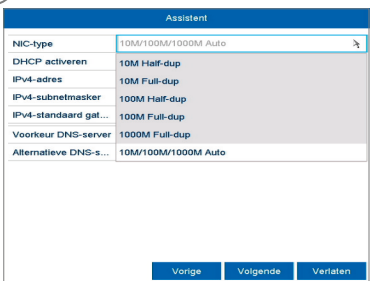 Assistent
NIC-type 10M/100M/1000M Auto
DHCP activeren 10M Half-dup
IPv4-adres 10M Full-dup
IPv4-subnetmasker 100M Half-dup
IPv4-standaard gat... 100M Full-dup
Voorkeur DNS-server 1000M Full-dup
Alternatieve DNS-s... 10M/100M/1000M Auto
Vorige Volgende Verlaten